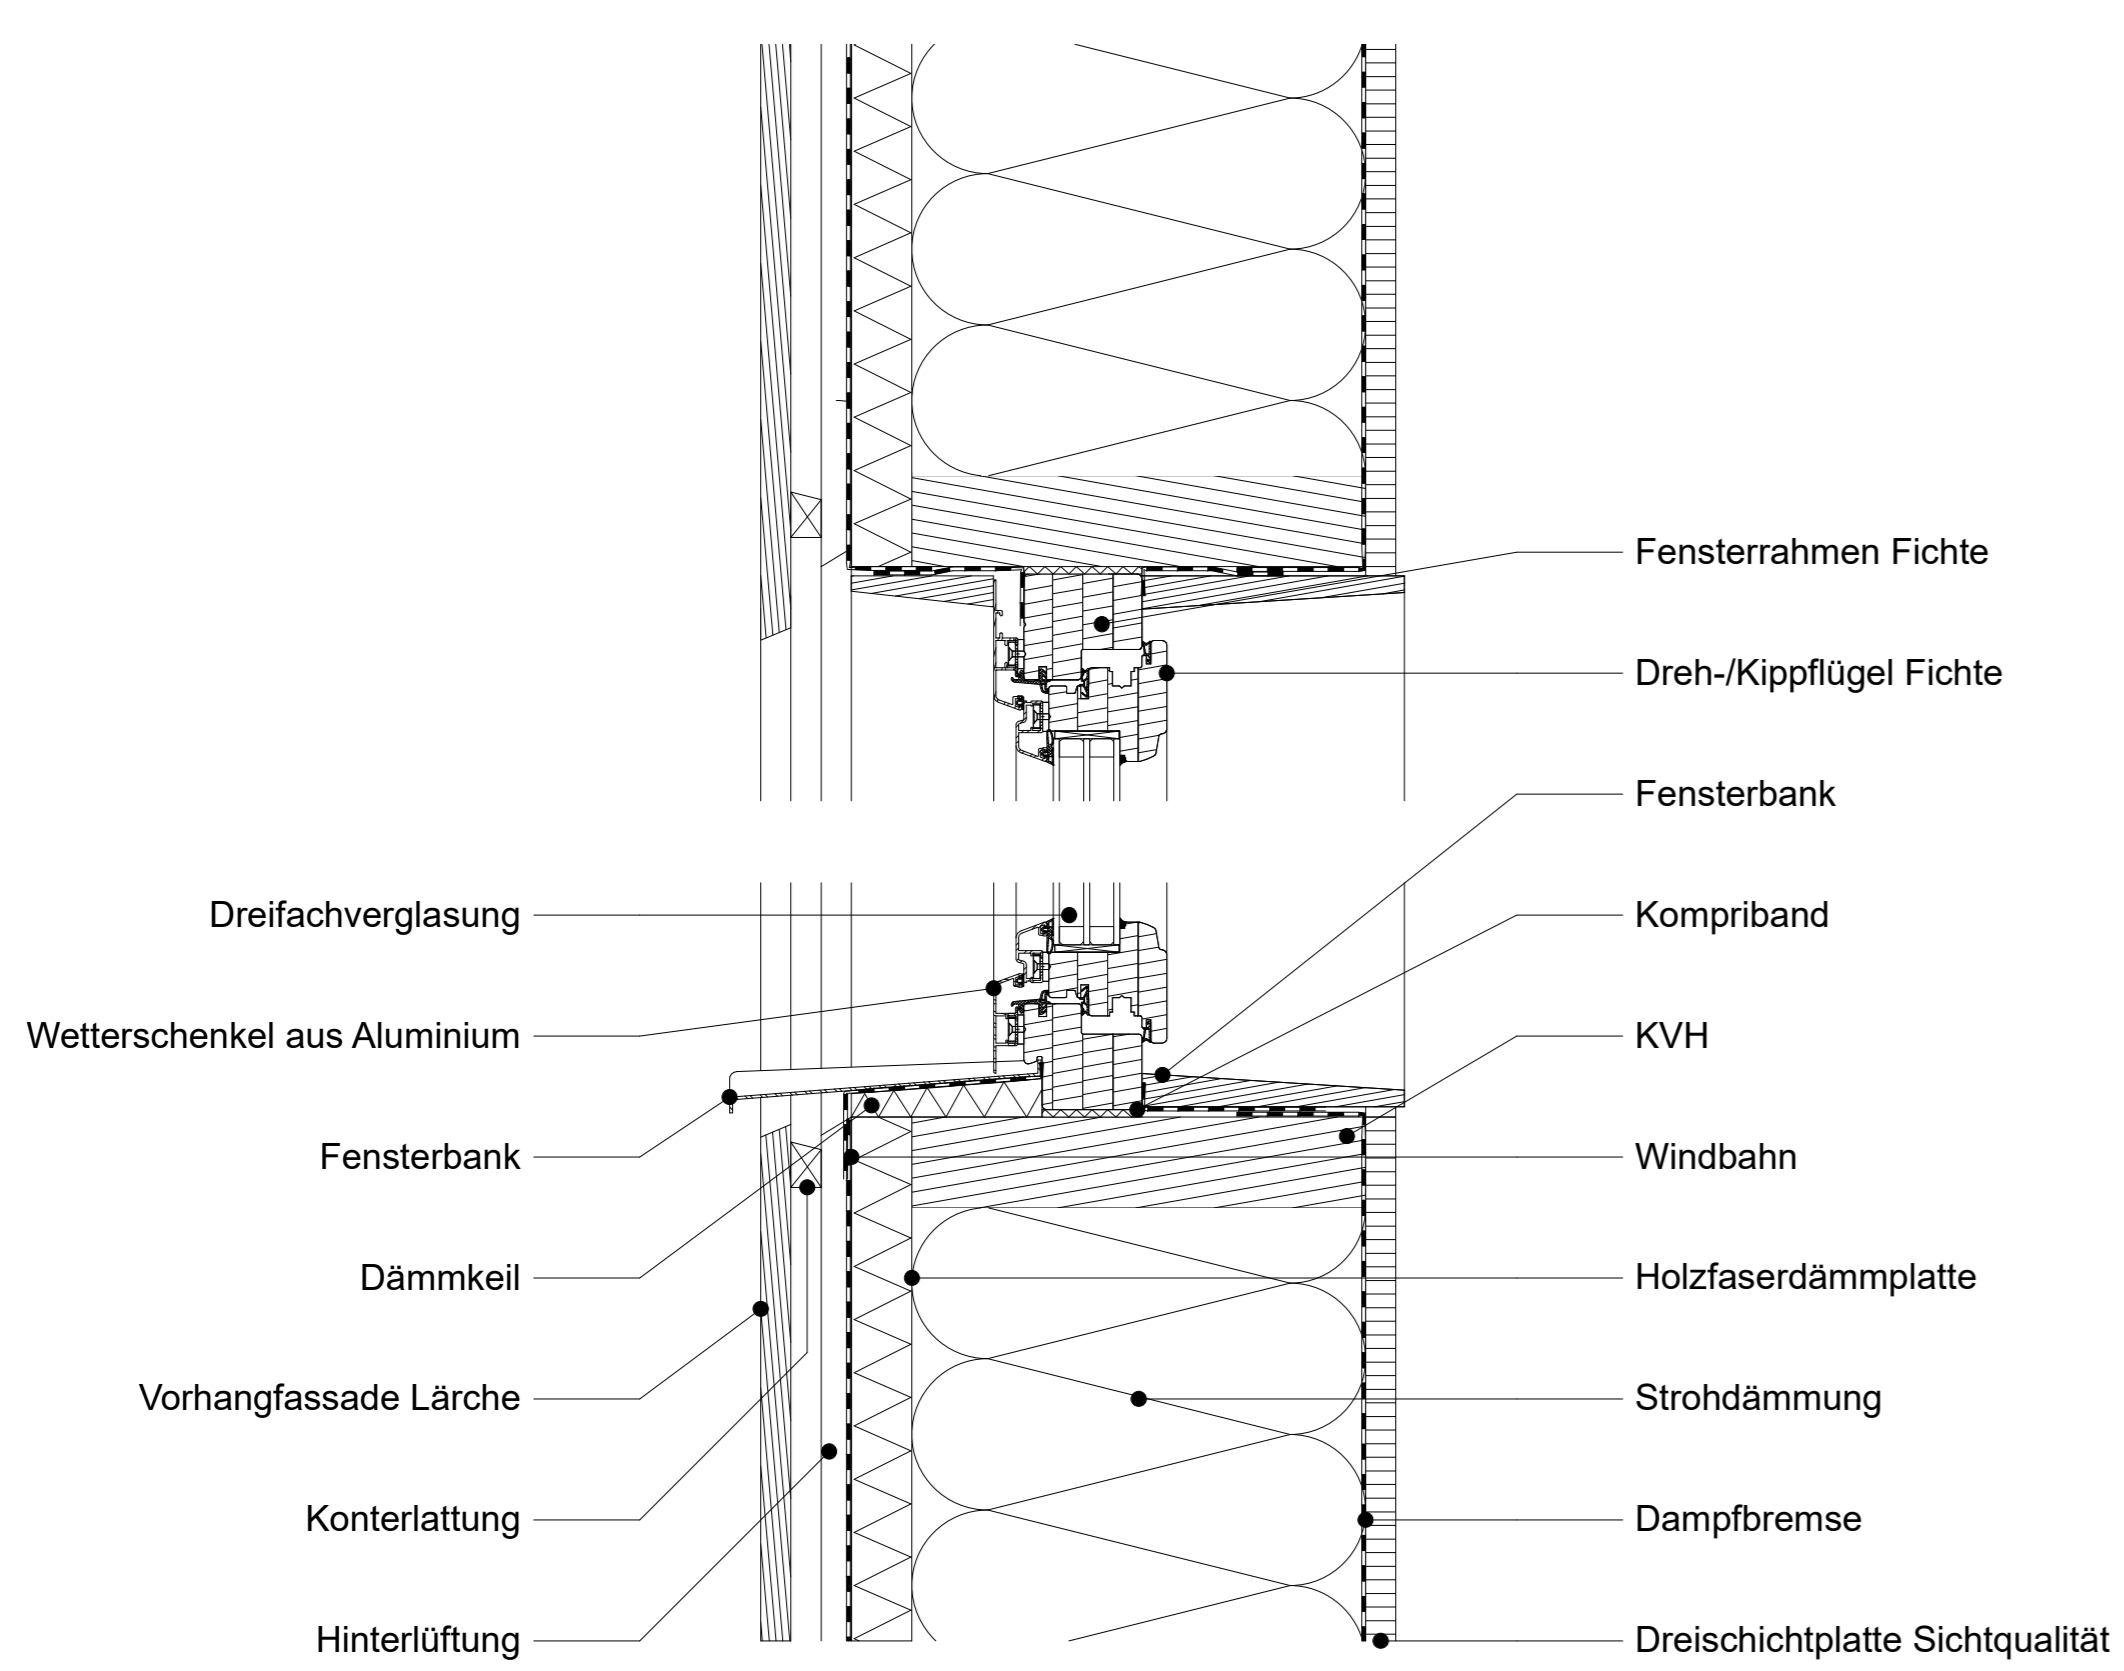 Fensterrahmen Fichte
Dreh-/Kippflügel Fichte
Fensterbank
Dreifachverglasung
Kompriband
Wetterschenkel aus Aluminium
KVH
Fensterbank
Windbahn
Dämmkeil
Holzfaserdämmplatte
Vorhangfassade Lärche
Strohdämmung
Konterlattung
Dampfbremse
Hinterlüftung
Dreischichtplatte Sichtqualität